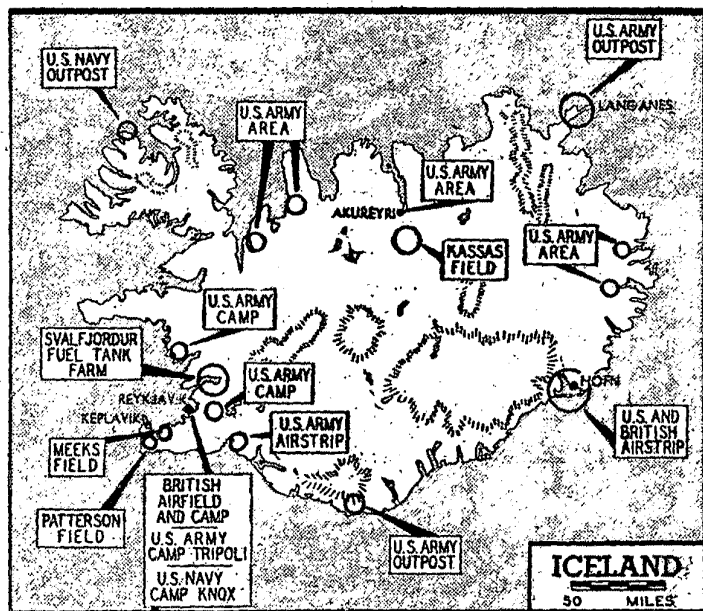 U.S. NAVY
OUTPOST
U.S. ARMY
OUTPOST
LANGANES
U.S. ARMY
AREA
AKUREYRI
U.S. ARMY
AREA
KASSAS
FIELD
U.S. ARMY
AREA
U.S. ARMY
CAMP
SVALFJORDUR
FUEL TANK
FARM
REYKJAVIK
U.S. ARMY
CAMP
HOFN
KEPLAVIK
MEEKS
FIELD
U.S. ARMY
AIRSTRIP
U.S. AND
BRITISH
AIRSTRIP
PATTERSON
FIELD
BRITISH
AIRFIELD
AND CAMP
U.S. ARMY
CAMP TRIPOLI
U.S. NAVY
CAMP KNOX
U.S. ARMY
OUTPOST
ICELAND
50 MILES